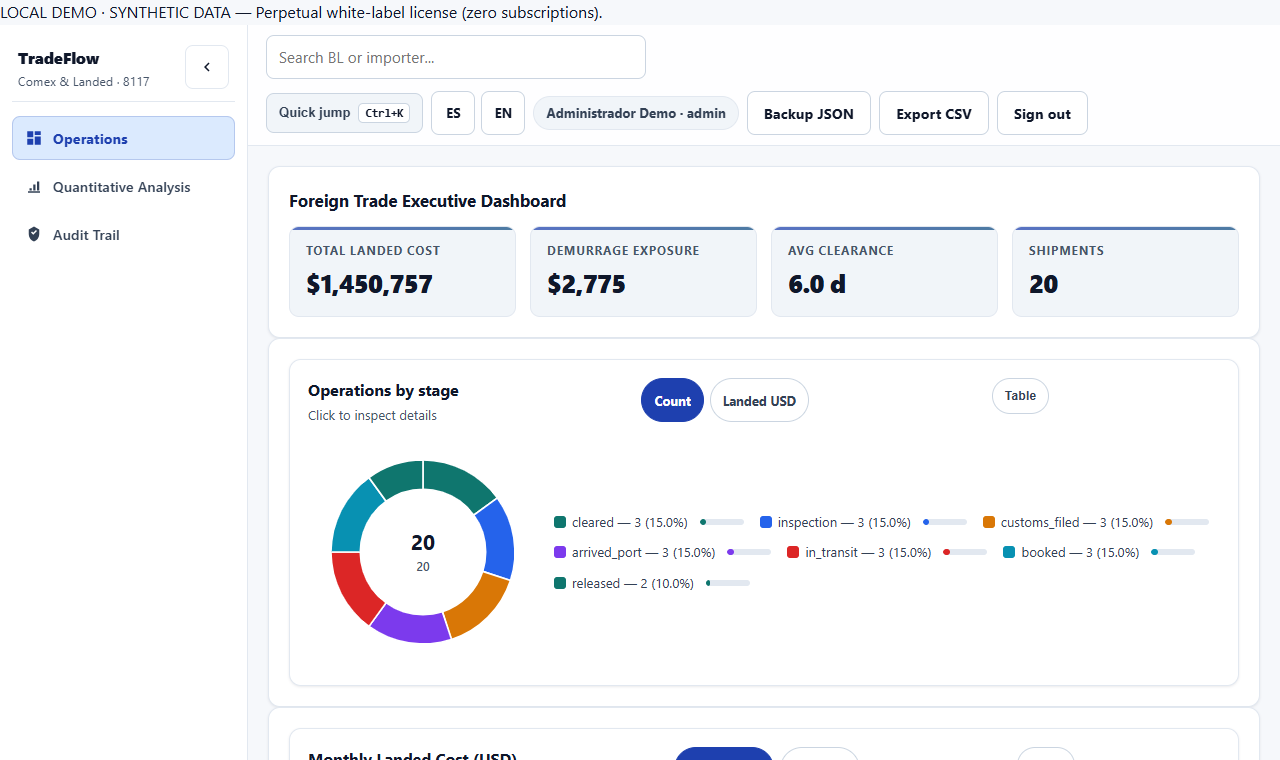 LOCAL DEMO · SYNTHETIC DATA — Perpetual white-label license (zero subscriptions).
TradeFlow
Comex & Landed · 8117
Operations
Quantitative Analysis
Audit Trail
Search BL or importer...
Quick jump Ctrl+K ES EN Administrador Demo · admin Backup JSON Export CSV Sign out
Foreign Trade Executive Dashboard
TOTAL LANDED COST
$1,450,757
DEMURRAGE EXPOSURE
$2,775
AVG CLEARANCE
6.0 d
SHIPMENTS
20
Operations by stage
Click to inspect details
Count Landed USD Table
20
20
cleared — 3 (15.0%) inspection — 3 (15.0%) customs_filed — 3 (15.0%)
arrived_port — 3 (15.0%) in_transit — 3 (15.0%) booked — 3 (15.0%)
released — 2 (10.0%)
Monthly Landed Cost (USD)